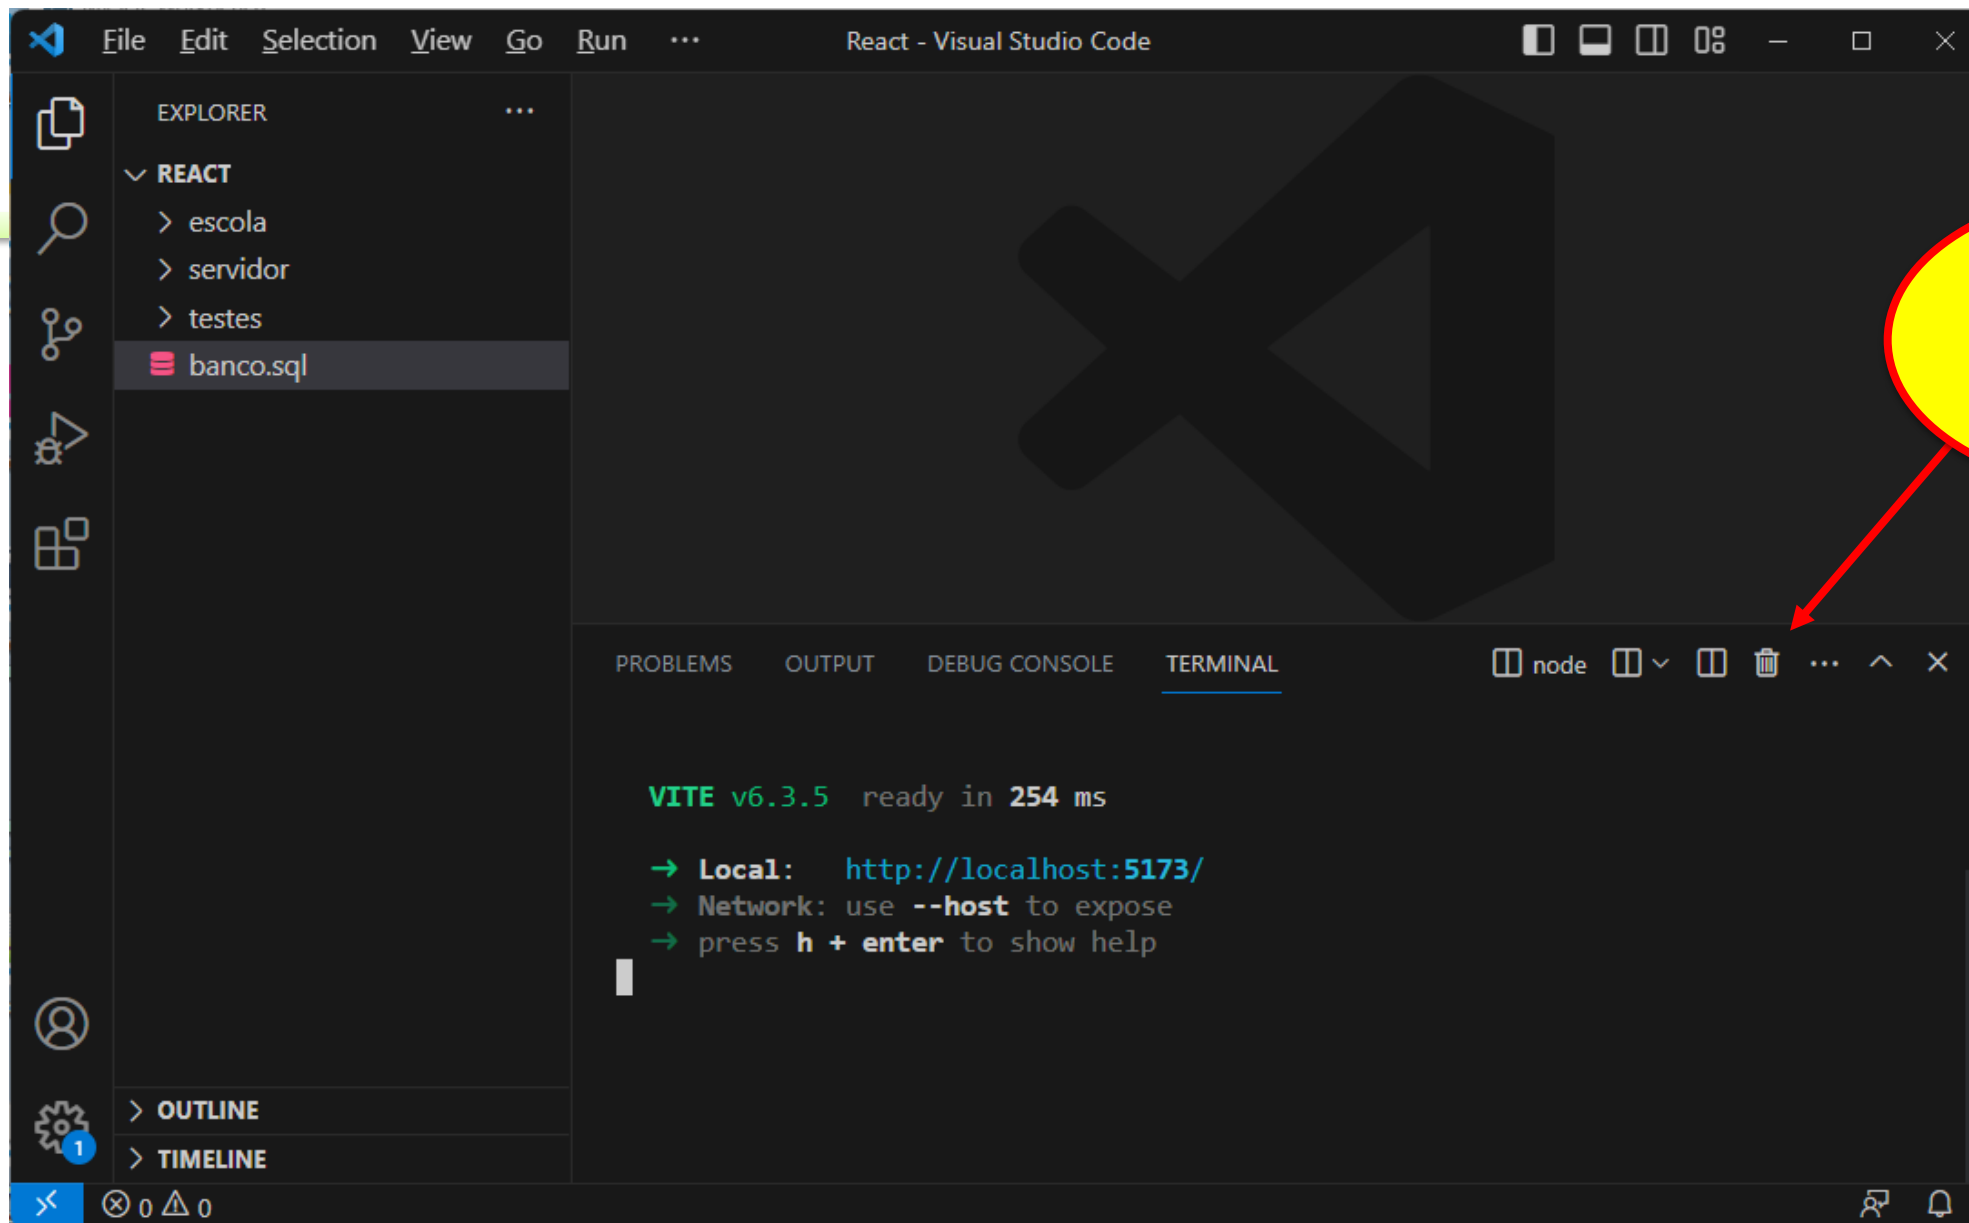 File Edit Selection View Go Run ··· React - Visual Studio Code
EXPLORER ···
REACT
escola
servidor
testes
banco.sql
PROBLEMS OUTPUT DEBUG CONSOLE TERMINAL node ···
VITE v6.3.5 ready in 254 ms
➜ Local: http://localhost:5173/
➜ Network: use --host to expose
➜ press h + enter to show help
OUTLINE
1
TIMELINE
0 0